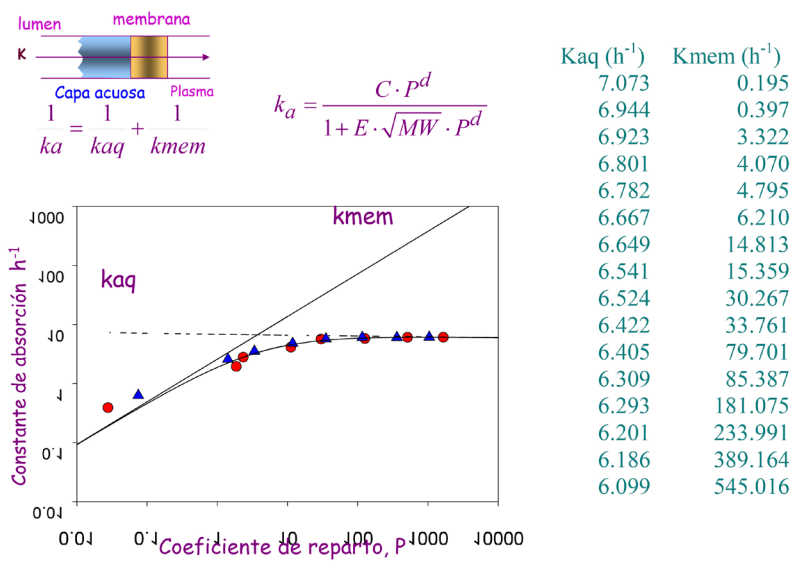 lumen
membrana
K
Capa acuosa
Plasma
1/ka = 1/kaq + 1/kmem
k_a = C · P^d / (1 + E · √MW · P^d)
Kaq (h⁻¹) Kmem (h⁻¹)
7.073 0.195
6.944 0.397
6.923 3.322
6.801 4.070
6.782 4.795
6.667 6.210
6.649 14.813
6.541 15.359
6.524 30.267
6.422 33.761
6.405 79.701
6.309 85.387
6.293 181.075
6.201 233.991
6.186 389.164
6.099 545.016
Constante de absorción h⁻¹
1000
100
10
1
0.1
0.01
kmem
kaq
0.01 0.1 1 10 100 1000 10000
Coeficiente de reparto, P